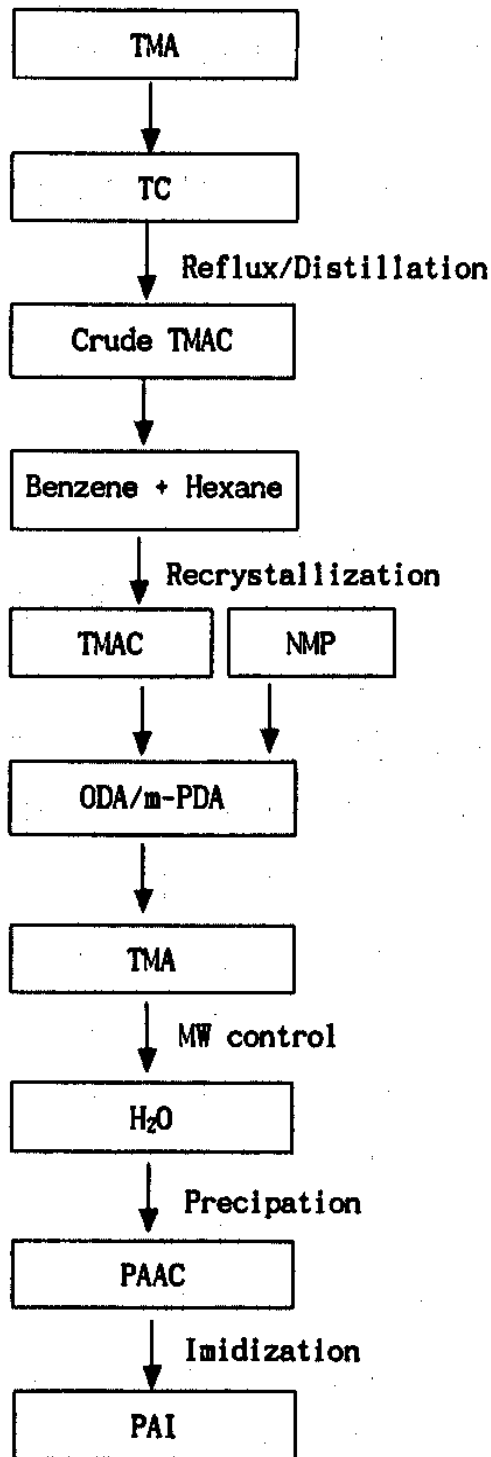 TMA
TC
Reflux/Distillation
Crude TMAC
Benzene + Hexane
Recrystallization
TMAC NMP
ODA/m-PDA
TMA
MW control
H₂O
Precipation
PAAC
Imidization
PAI